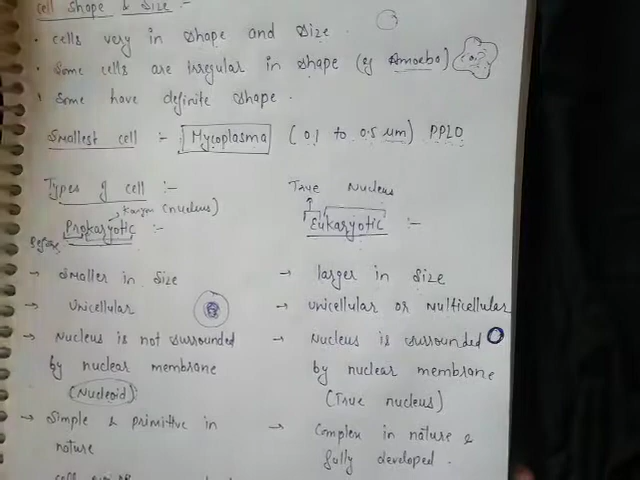 Cell Shape & Size :-
• Cells very in shape and size.
• Some cells are irregular in shape (eg Amoeba)
• Some have definite shape.
Smallest cell :- Mycoplasma (0.1 to 0.5 µm) PPLO
Types of cell :-
Karyon (nucleus)
Prokaryotic :-
Before
→ Smaller in size
→ Unicellular
→ Nucleus is not surrounded
by nuclear membrane
(Nucleoid)
→ Simple & primitive in
nature
True Nucleus
Eukaryotic :-
→ larger in size
→ Unicellular or Multicellular
→ Nucleus is surrounded
by nuclear membrane
(True nucleus)
→ Complex in nature &
fully developed.